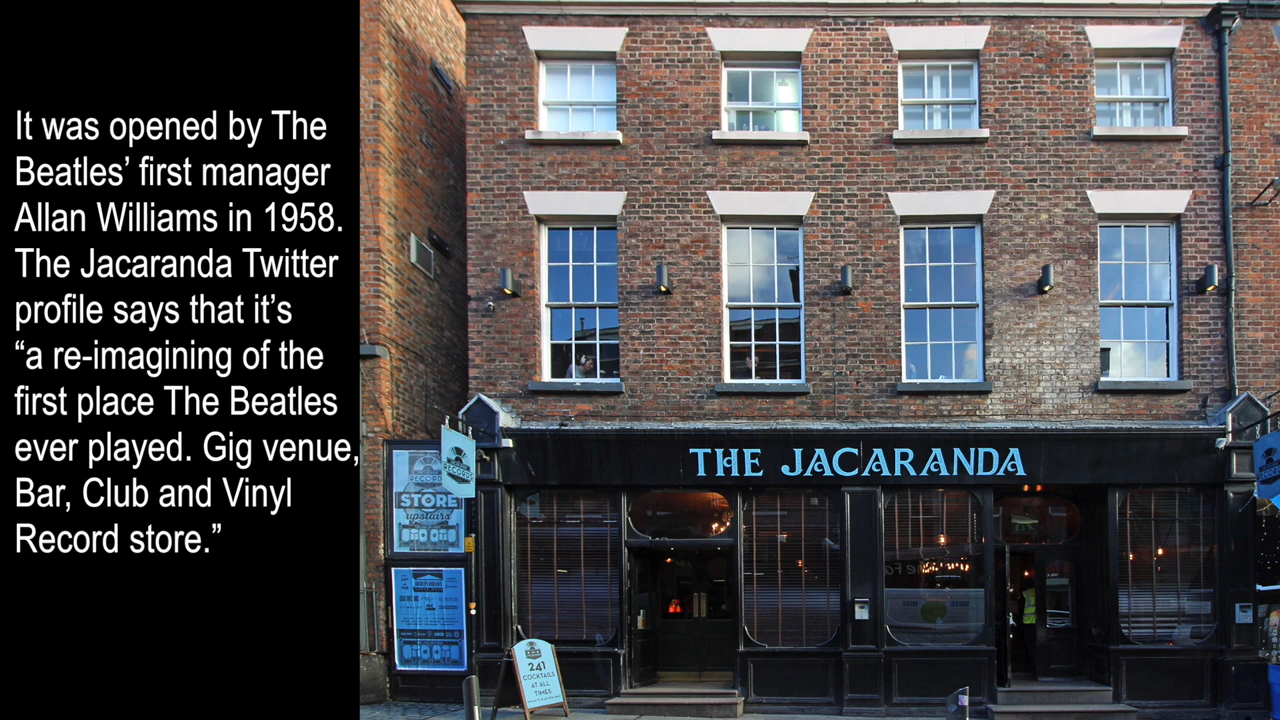 It was opened by The
Beatles’ first manager
Allan Williams in 1958.
The Jacaranda Twitter
profile says that it’s
“a re-imagining of the
first place The Beatles
ever played. Gig venue,
Bar, Club and Vinyl
Record store.”
THE JACARANDA
RECORDS
RECORDS
STORE
upstairs
INDEPENDENT
241
COCKTAILS
AT ALL
TIMES